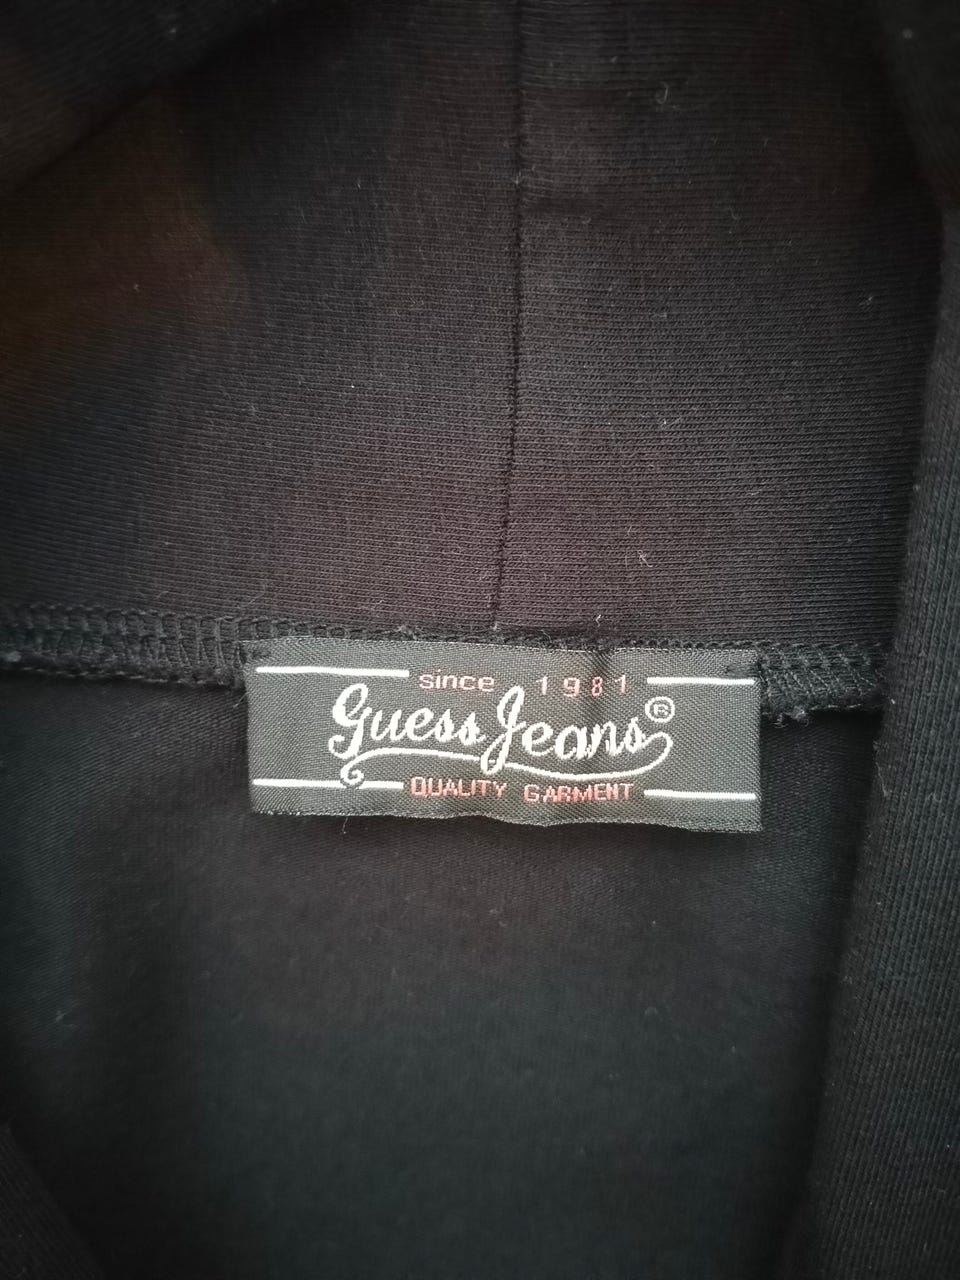 since 1981
Guess Jeans®
QUALITY GARMENT